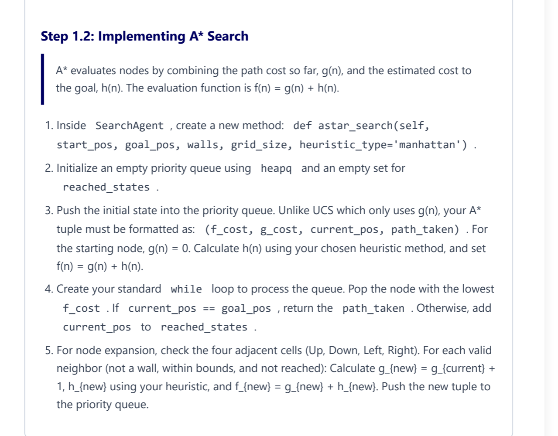 Step 1.2: Implementing A* Search
A* evaluates nodes by combining the path cost so far, g(n), and the estimated cost to
the goal, h(n). The evaluation function is f(n) = g(n) + h(n).
1. Inside SearchAgent , create a new method: def astar_search(self,
start_pos, goal_pos, walls, grid_size, heuristic_type='manhattan') .
2. Initialize an empty priority queue using heapq and an empty set for
reached_states .
3. Push the initial state into the priority queue. Unlike UCS which only uses g(n), your A*
tuple must be formatted as: (f_cost, g_cost, current_pos, path_taken) . For
the starting node, g(n) = 0. Calculate h(n) using your chosen heuristic method, and set
f(n) = g(n) + h(n).
4. Create your standard while loop to process the queue. Pop the node with the lowest
f_cost . If current_pos == goal_pos , return the path_taken . Otherwise, add
current_pos to reached_states .
5. For node expansion, check the four adjacent cells (Up, Down, Left, Right). For each valid
neighbor (not a wall, within bounds, and not reached): Calculate g_{new} = g_{current} +
1, h_{new} using your heuristic, and f_{new} = g_{new} + h_{new}. Push the new tuple to
the priority queue.